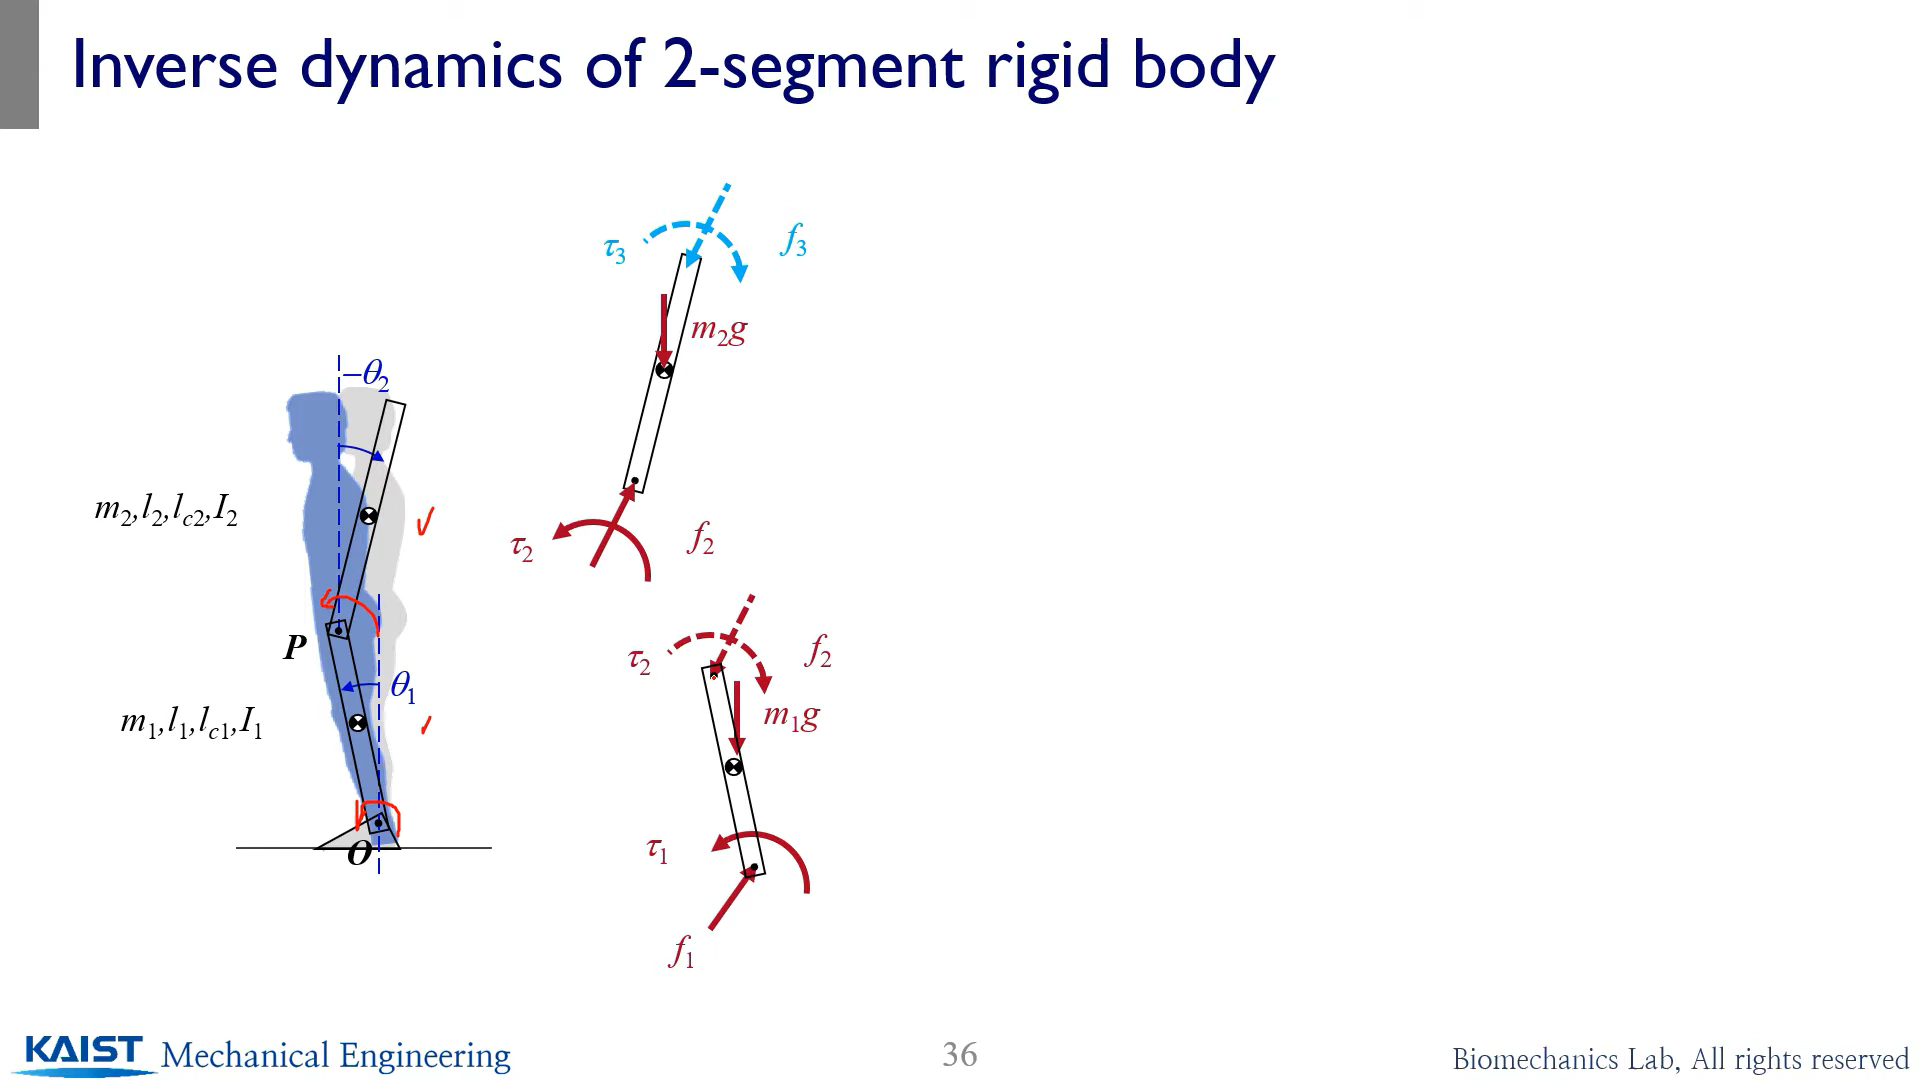 Inverse dynamics of 2-segment rigid body
τ3
f3
m2g
−θ2
m2,l2,lc2,I2
τ2
f2
P
τ2
f2
θ1
m1,l1,lc1,I1
m1g
O
τ1
f1
KAIST Mechanical Engineering
36
Biomechanics Lab, All rights reserved